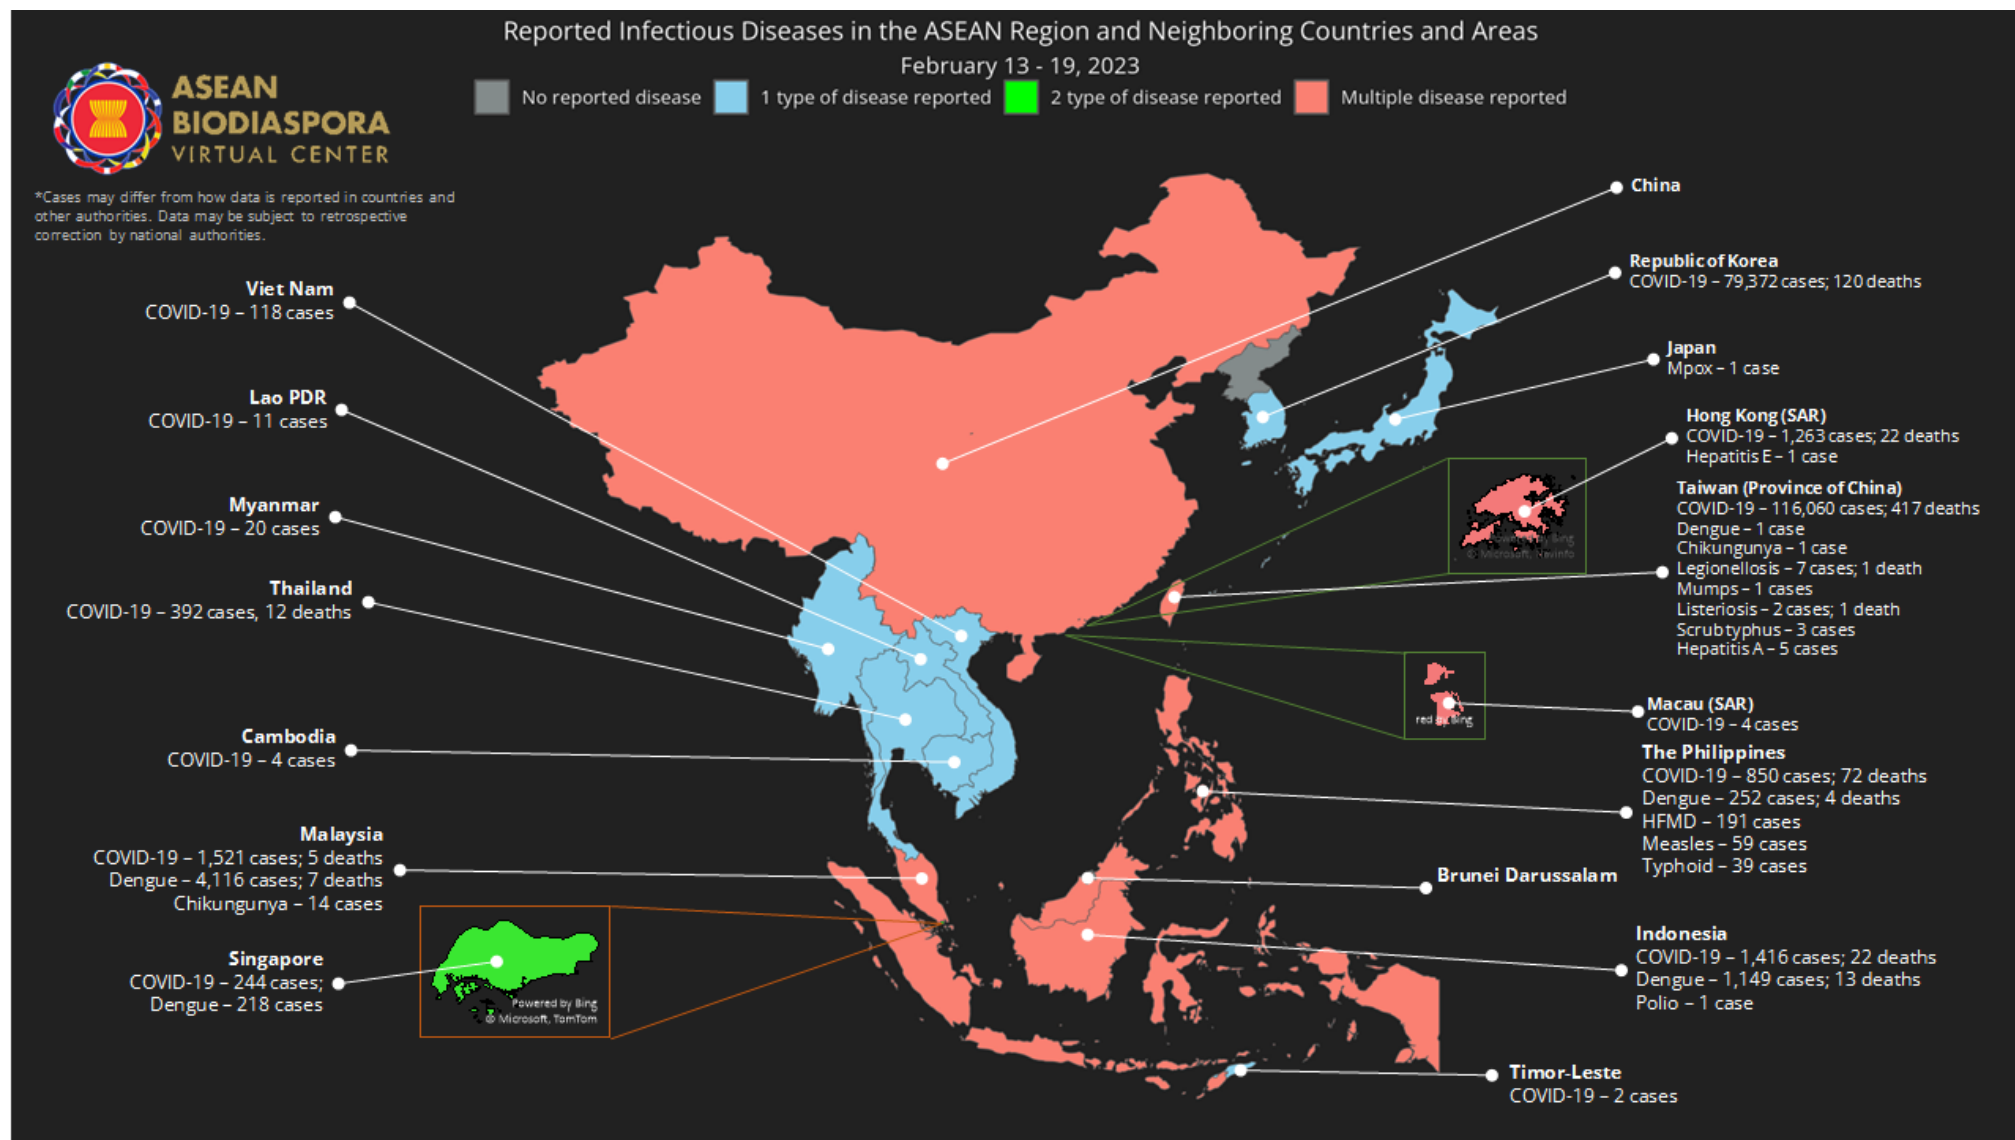 Reported Infectious Diseases in the ASEAN Region and Neighboring Countries and Areas
February 13 - 19, 2023
No reported disease
1 type of disease reported
2 type of disease reported
Multiple disease reported
ASEAN
BIODIASPORA
VIRTUAL CENTER
*Cases may differ from how data is reported in countries and
other authorities. Data may be subject to retrospective
correction by national authorities.
Viet Nam
COVID-19 – 118 cases
Lao PDR
COVID-19 – 11 cases
Myanmar
COVID-19 – 20 cases
Thailand
COVID-19 – 392 cases, 12 deaths
Cambodia
COVID-19 – 4 cases
Malaysia
COVID-19 – 1,521 cases; 5 deaths
Dengue – 4,116 cases; 7 deaths
Chikungunya – 14 cases
Singapore
COVID-19 – 244 cases;
Dengue – 218 cases
Powered by Bing
© Microsoft, TomTom
China
Republic of Korea
COVID-19 – 79,372 cases; 120 deaths
Japan
Mpox – 1 case
Hong Kong (SAR)
COVID-19 – 1,263 cases; 22 deaths
Hepatitis E – 1 case
Powered by Bing
© Microsoft, Navinfo
Taiwan (Province of China)
COVID-19 – 116,060 cases; 417 deaths
Dengue – 1 case
Chikungunya – 1 case
Legionellosis – 7 cases; 1 death
Mumps – 1 cases
Listeriosis – 2 cases; 1 death
Scrub typhus – 3 cases
Hepatitis A – 5 cases
red by Bing
Macau (SAR)
COVID-19 – 4 cases
The Philippines
COVID-19 – 850 cases; 72 deaths
Dengue – 252 cases; 4 deaths
HFMD – 191 cases
Measles – 59 cases
Typhoid – 39 cases
Brunei Darussalam
Indonesia
COVID-19 – 1,416 cases; 22 deaths
Dengue – 1,149 cases; 13 deaths
Polio – 1 case
Timor-Leste
COVID-19 – 2 cases